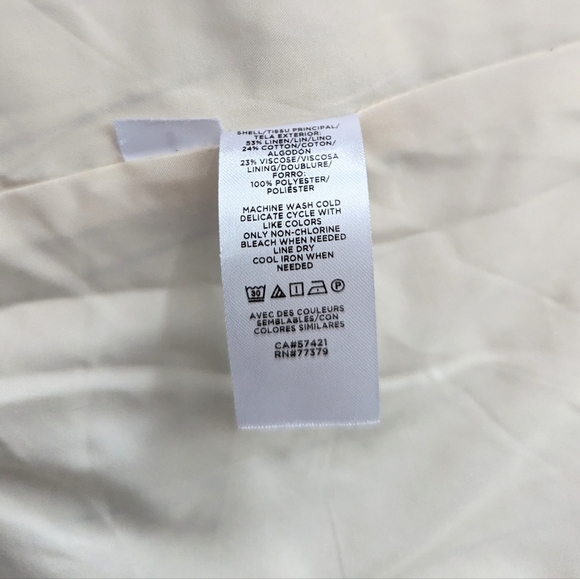 SHELL/TISSU PRINCIPAL/
TELA EXTERIOR:
53% LINEN/LIN/LINO
24% COTTON/COTON/
ALGODON
23% VISCOSE/VISCOSA
LINING/DOUBLURE/
FORRO:
100% POLYESTER/
POLIÉSTER
MACHINE WASH COLD
DELICATE CYCLE WITH
LIKE COLORS
ONLY NON-CHLORINE
BLEACH WHEN NEEDED
LINE DRY
COOL IRON WHEN
NEEDED
30 P
AVEC DES COULEURS
SEMBLABLES/CON
COLORES SIMILARES
CA#57421
RN#77379